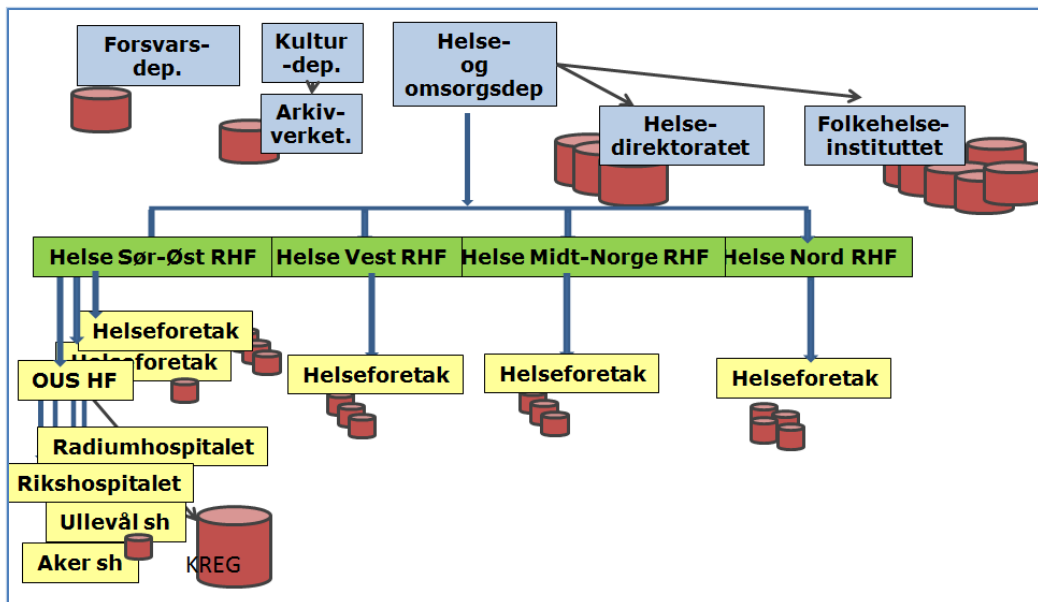 Forsvars-
dep.
Kultur
-dep.
Helse-
og
omsorgsdep
Arkiv-
verket.
Helse-
direktoratet
Folkehelse-
instituttet
Helse Sør-Øst RHF
Helse Vest RHF
Helse Midt-Norge RHF
Helse Nord RHF
Helseforetak
Helseforetak
OUS HF
Helseforetak
Helseforetak
Helseforetak
Radiumhospitalet
Rikshospitalet
Ullevål sh
Aker sh
KREG